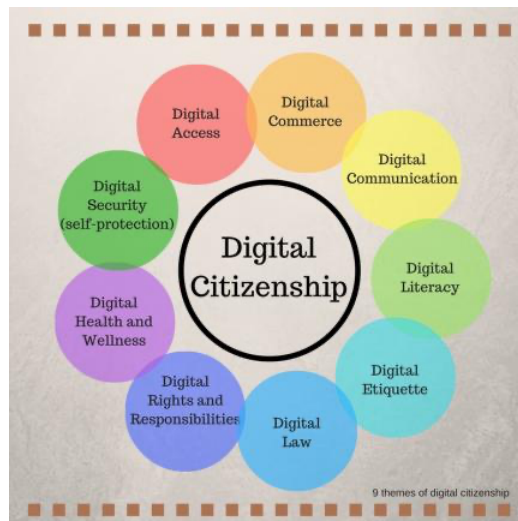 Digital
Citizenship
Digital
Access
Digital
Commerce
Digital
Communication
Digital
Literacy
Digital
Etiquette
Digital
Law
Digital
Rights and
Responsibilities
Digital
Health and
Wellness
Digital
Security
(self-protection)
9 themes of digital citizenship